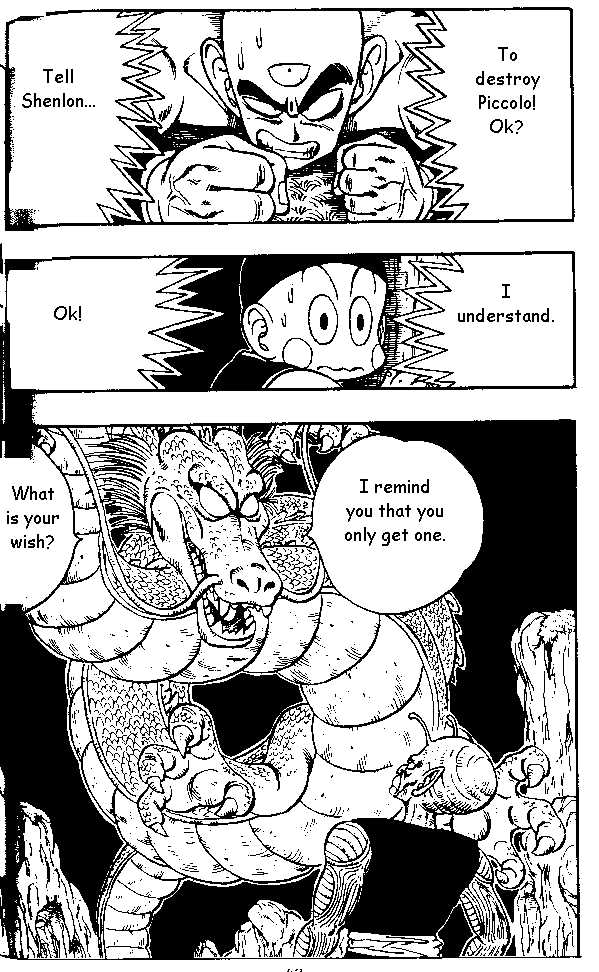 Tell
Shenlon...
To
destroy
Piccolo!
Ok?
Ok!
I
understand.
What
is your
wish?
I remind
you that you
only get one.